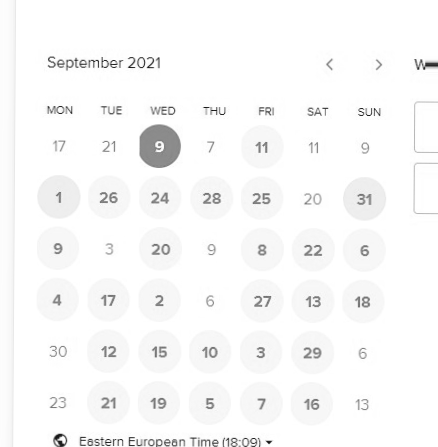 September 2021
MON TUE WED THU FRI SAT SUN
17 21 9 7 11 11 9
1 26 24 28 25 20 31
9 3 20 9 8 22 6
4 17 2 6 27 13 18
30 12 15 10 3 29 6
23 21 19 5 7 16 13
Eastern European Time (18:09)